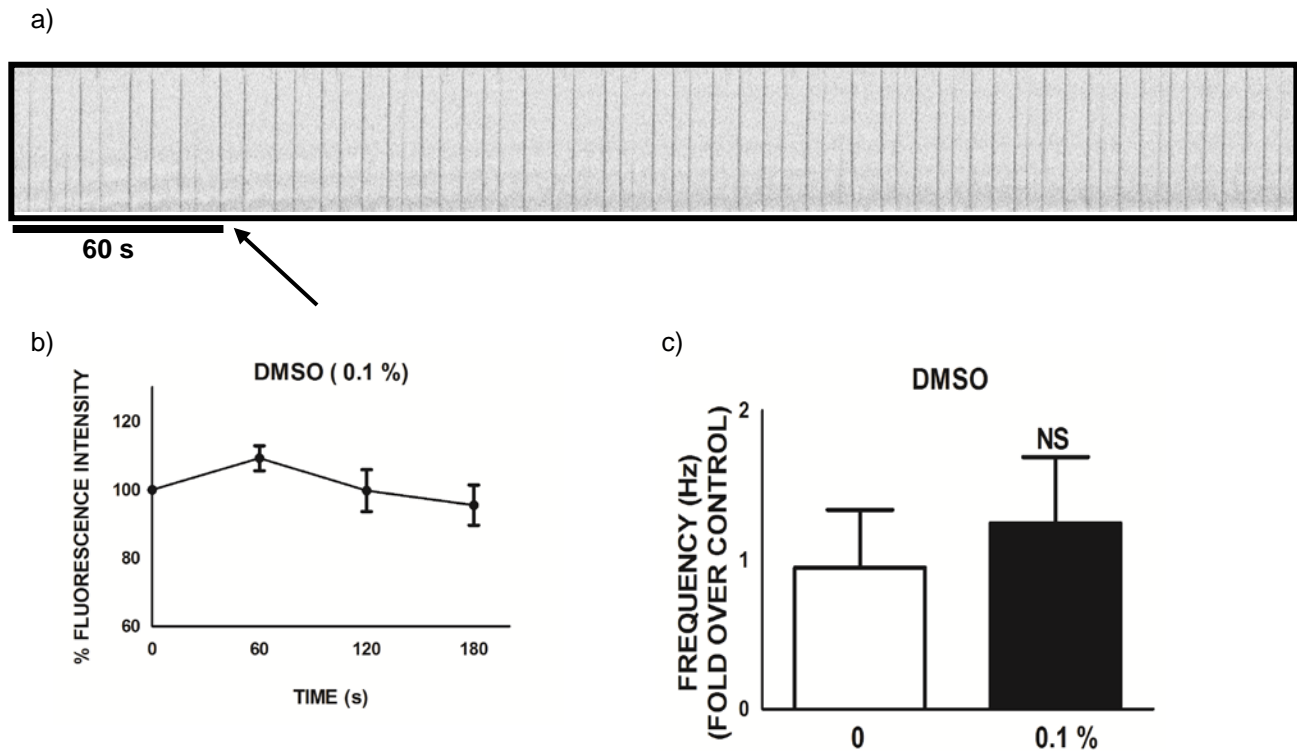 a)
60 s
b)
DMSO ( 0.1 %)
% FLUORESCENCE INTENSITY
120
100
80
60
0 60 120 180
TIME (s)
c)
DMSO
FREQUENCY (Hz)
(FOLD OVER CONTROL)
2
1
0
NS
0 0.1 %